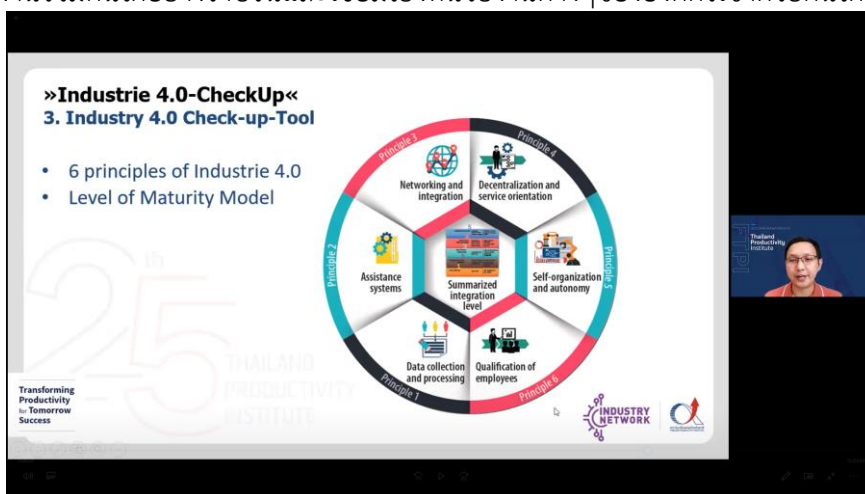 »Industrie 4.0-CheckUp«
3. Industry 4.0 Check-up-Tool
• 6 principles of Industrie 4.0
• Level of Maturity Model
Principle 3
Principle 4
Networking and
integration
Decentralization and
service orientation
Principle 2
Principle 5
Assistance
systems
Summarized
integration
level
Self-organization
and autonomy
Data collection
and processing
Qualification of
employees
Principle 1
Principle 6
25th
THAILAND
PRODUCTIVITY
INSTITUTE
Transforming
Productivity
for Tomorrow
Success
INDUSTRY
NETWORK
Thailand
Productivity
Institute
FTPI